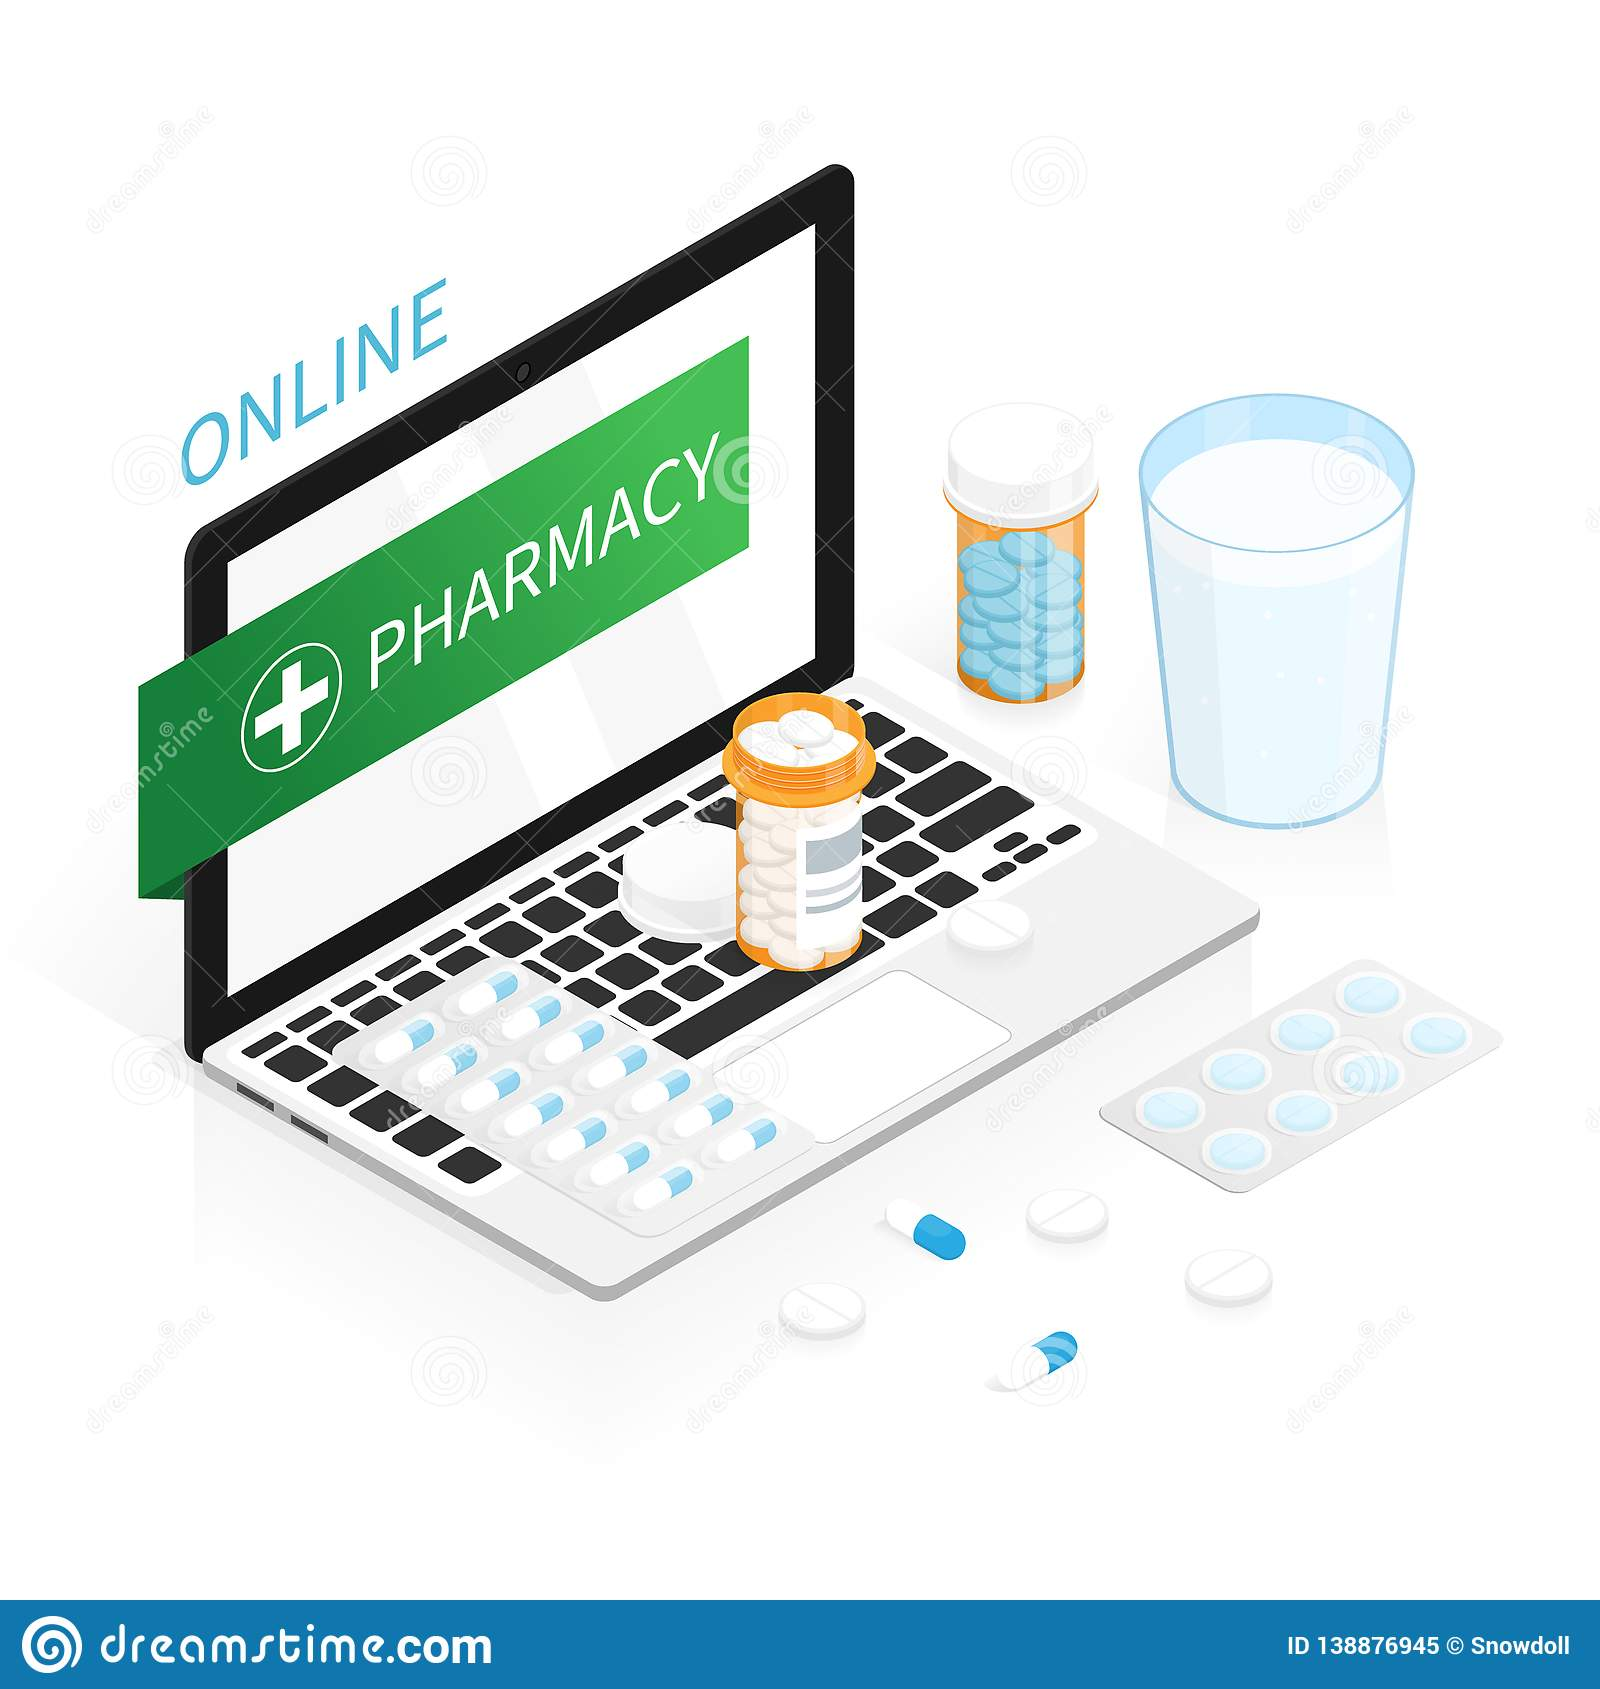 ONLINE
PHARMACY
dreamstime.com
ID 138876945 © Snowdoll